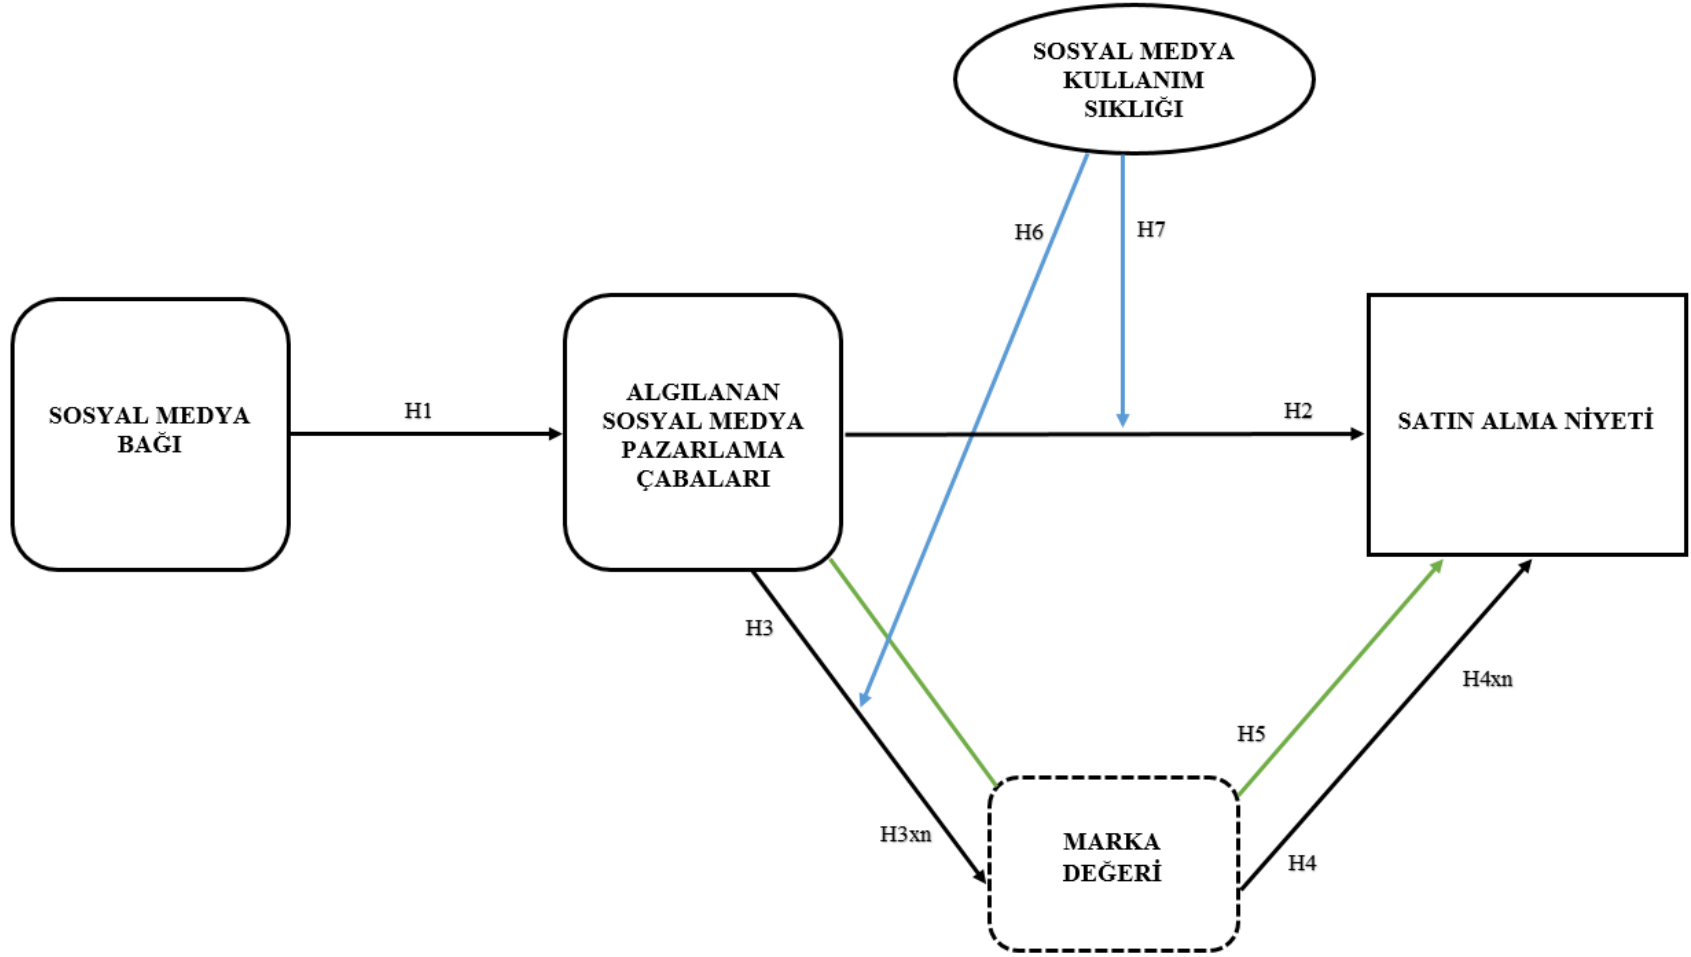 SOSYAL MEDYA
KULLANIM
SIKLIĞI
H6
H7
SOSYAL MEDYA
BAĞI
H1
ALGILANAN
SOSYAL MEDYA
PAZARLAMA
ÇABALARI
H2
SATIN ALMA NİYETİ
H3
H4xn
H5
H3xn
MARKA
DEĞERİ
H4